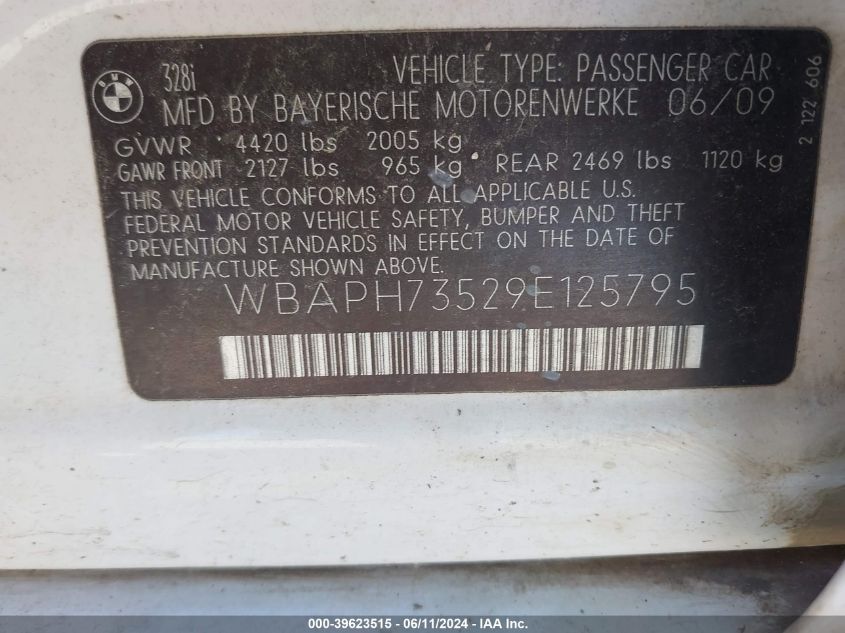 BMW
328i VEHICLE TYPE: PASSENGER CAR
MFD BY BAYERISCHE MOTORENWERKE 06/09
GVWR 4420 lbs 2005 kg
GAWR FRONT 2127 lbs 965 kg REAR 2469 lbs 1120 kg
THIS VEHICLE CONFORMS TO ALL APPLICABLE U.S.
FEDERAL MOTOR VEHICLE SAFETY, BUMPER AND THEFT
PREVENTION STANDARDS IN EFFECT ON THE DATE OF
MANUFACTURE SHOWN ABOVE.
WBAPH73529E125795
2 122 606
000-39623515 - 06/11/2024 - IAA Inc.